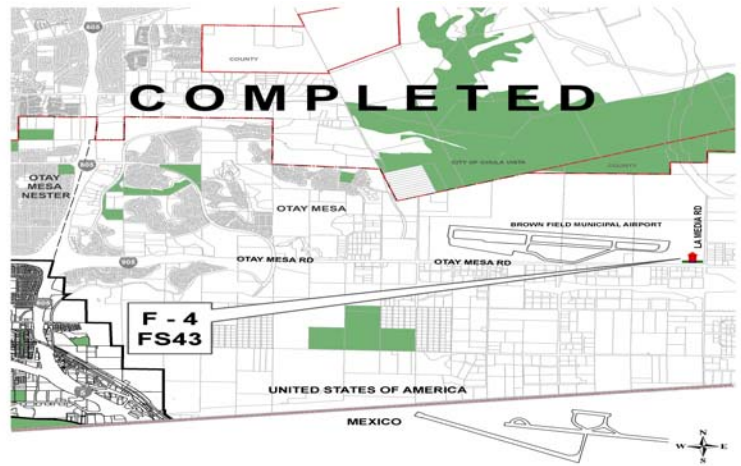 805
COUNTY
COMPLETED
805
OTAY
MESA
NESTER
CITY OF CHULA VISTA
COUNTY
OTAY MESA
BROWN FIELD MUNICIPAL AIRPORT
LA MEDIA RD
OTAY MESA RD
OTAY MESA RD
F - 4
FS43
UNITED STATES OF AMERICA
MEXICO
N
W
E
S